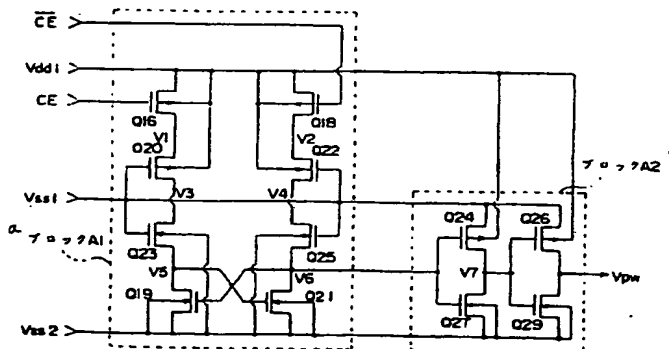 CE
Vdd1
CE
Q16
Q18
V1
V2
Q20
Q22
ブロックA2
Vss1
V3
V4
Q24
Q26
a
ブロックA1
Q23
Q25
V5
V6
V7
Vpw
Q19
Q21
Q27
Q29
Vss2